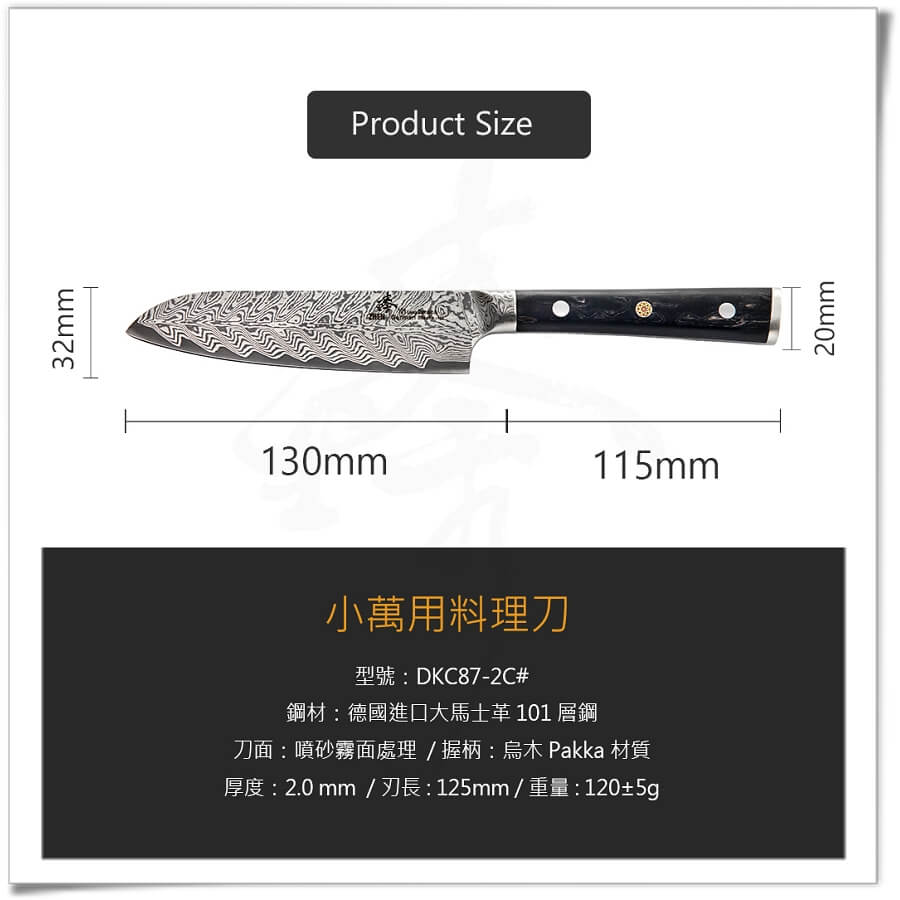 Product Size
32mm
20mm
臻
ZHEN
130mm
115mm
小萬用料理刀
型號：DKC87-2C#
鋼材：德國進口大馬士革 101 層鋼
刀面：噴砂霧面處理 / 握柄：烏木 Pakka 材質
厚度：2.0 mm / 刃長 : 125mm / 重量 : 120±5g